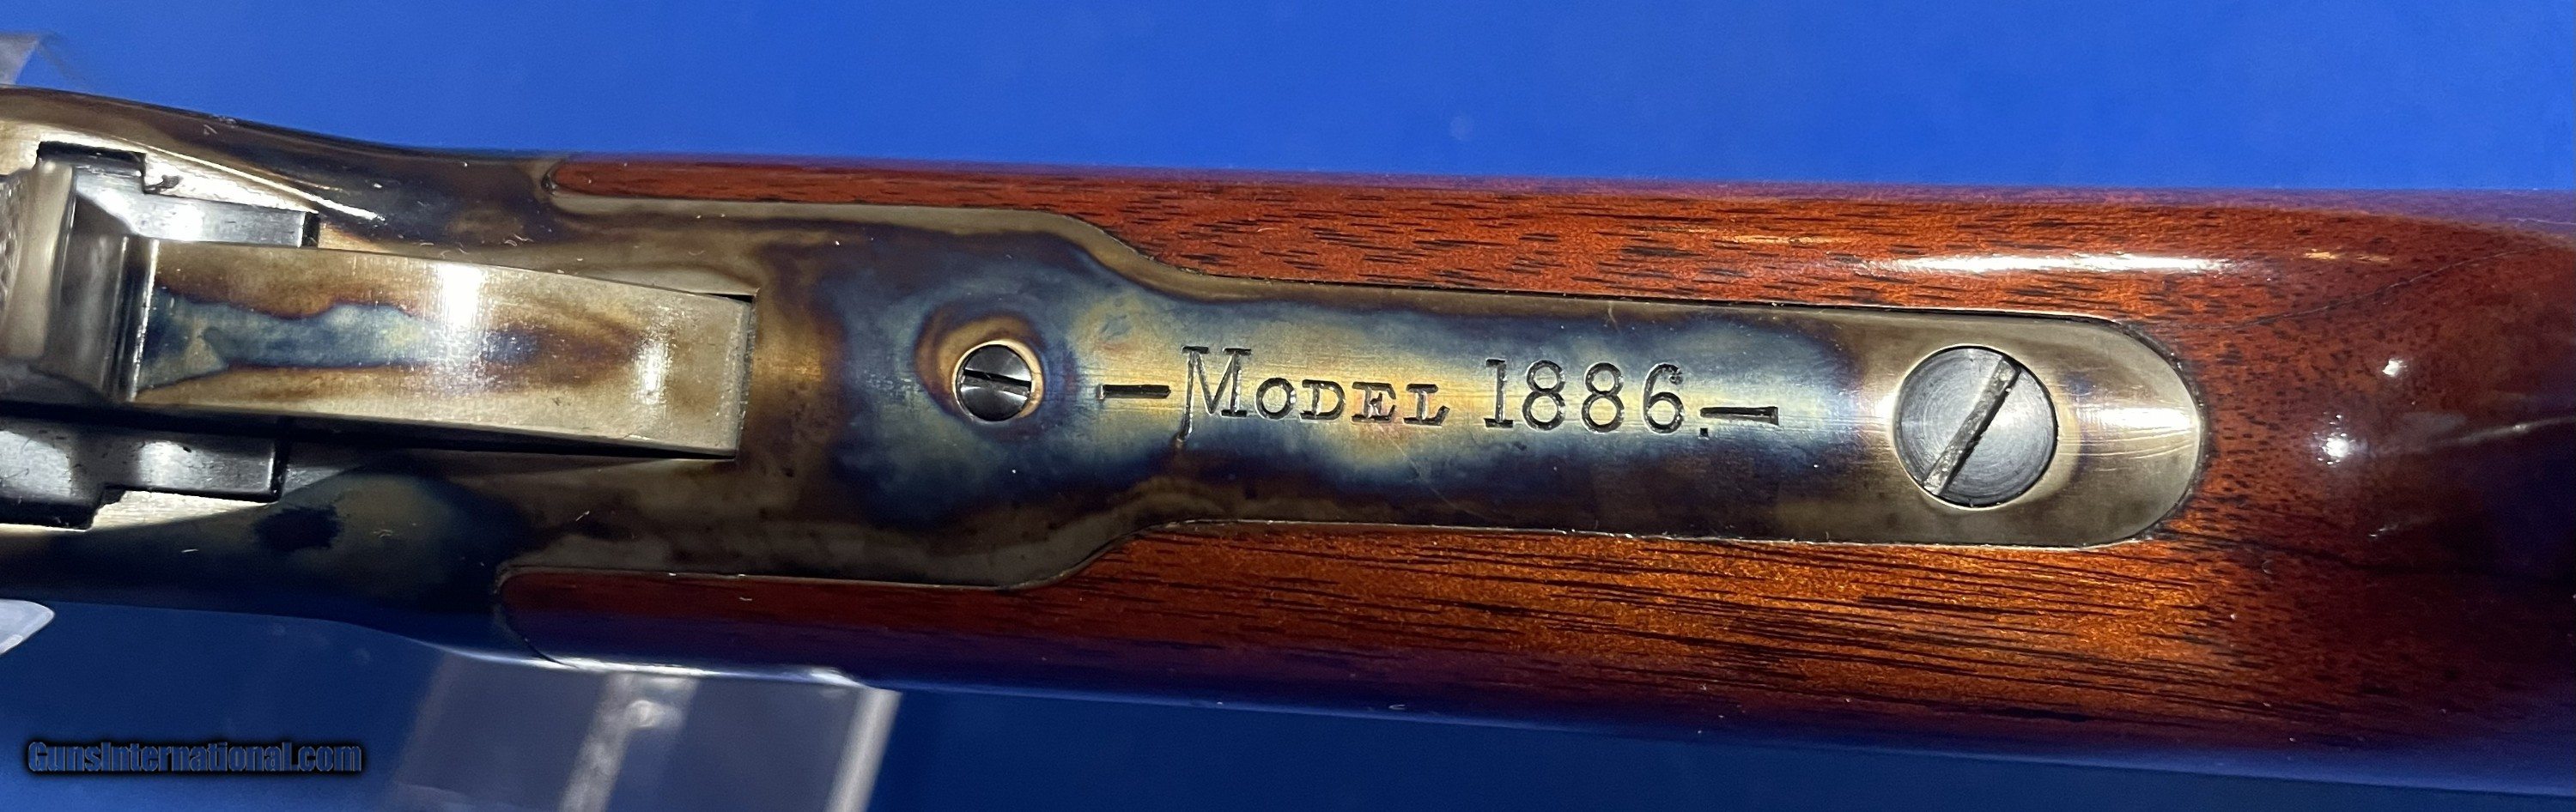 —MODEL 1886.—
GunsInternational.com